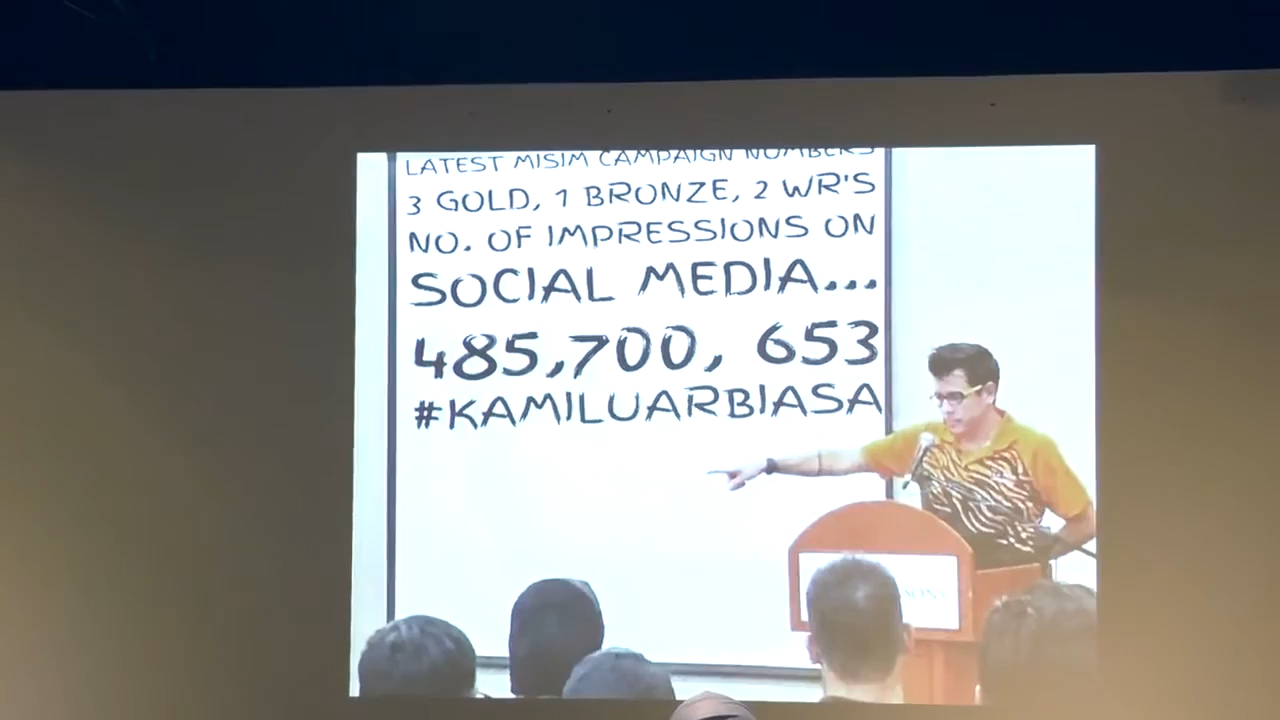 LATEST MISIM CAMPAIGN NUMBERS
3 GOLD, 1 BRONZE, 2 WR'S
NO. OF IMPRESSIONS ON
SOCIAL MEDIA...
485,700, 653
#KAMILUARBIASA